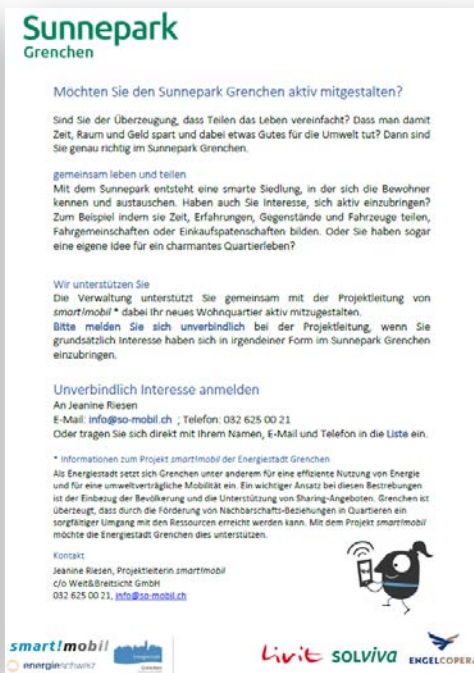 Sunnepark
Grenchen
Möchten Sie den Sunnepark Grenchen aktiv mitgestalten?
Sind Sie der Überzeugung, dass Teilen das Leben vereinfacht? Dass man damit
Zeit, Raum und Geld spart und dabei etwas Gutes für die Umwelt tut? Dann sind
Sie genau richtig im Sunnepark Grenchen.
gemeinsam leben und teilen
Mit dem Sunnepark entsteht eine smarte Siedlung, in der sich die Bewohner
kennen und austauschen. Haben auch Sie Interesse, sich aktiv einzubringen?
Zum Beispiel indem sie Zeit, Erfahrungen, Gegenstände und Fahrzeuge teilen,
Fahrgemeinschaften oder Einkaufspatenschaften bilden. Oder Sie haben sogar
eine eigene Idee für ein charmantes Quartierleben?
Wir unterstützen Sie
Die Verwaltung unterstützt Sie gemeinsam mit der Projektleitung von
smart!mobil * dabei Ihr neues Wohnquartier aktiv mitzugestalten.
Bitte melden Sie sich unverbindlich bei der Projektleitung, wenn Sie
grundsätzlich Interesse haben sich in irgendeiner Form im Sunnepark Grenchen
einzubringen.
Unverbindlich Interesse anmelden
An Jeanine Riesen
E-Mail: info@so-mobil.ch ; Telefon: 032 625 00 21
Oder tragen Sie sich direkt mit Ihrem Namen, E-Mail und Telefon in die Liste ein.
* Informationen zum Projekt smart!mobil der Energiestadt Grenchen
Als Energiestadt setzt sich Grenchen unter anderem für eine effiziente Nutzung von Energie
und für eine umweltverträgliche Mobilität ein. Ein wichtiger Ansatz bei diesen Bestrebungen
ist der Einbezug der Bevölkerung und die Unterstützung von Sharing-Angeboten. Grenchen ist
überzeugt, dass durch die Förderung von Nachbarschafts-Beziehungen in Quartieren ein
sorgfältiger Umgang mit den Ressourcen erreicht werden kann. Mit dem Projekt smart!mobil
möchte die Energiestadt Grenchen dies unterstützen.
Kontakt
Jeanine Riesen, Projektleiterin smart!mobil
c/o Weit&Breitsicht GmbH
032 625 00 21, info@so-mobil.ch
smart!mobil
energieschweiz
Livit SOLVIVA ENGELCOPERA